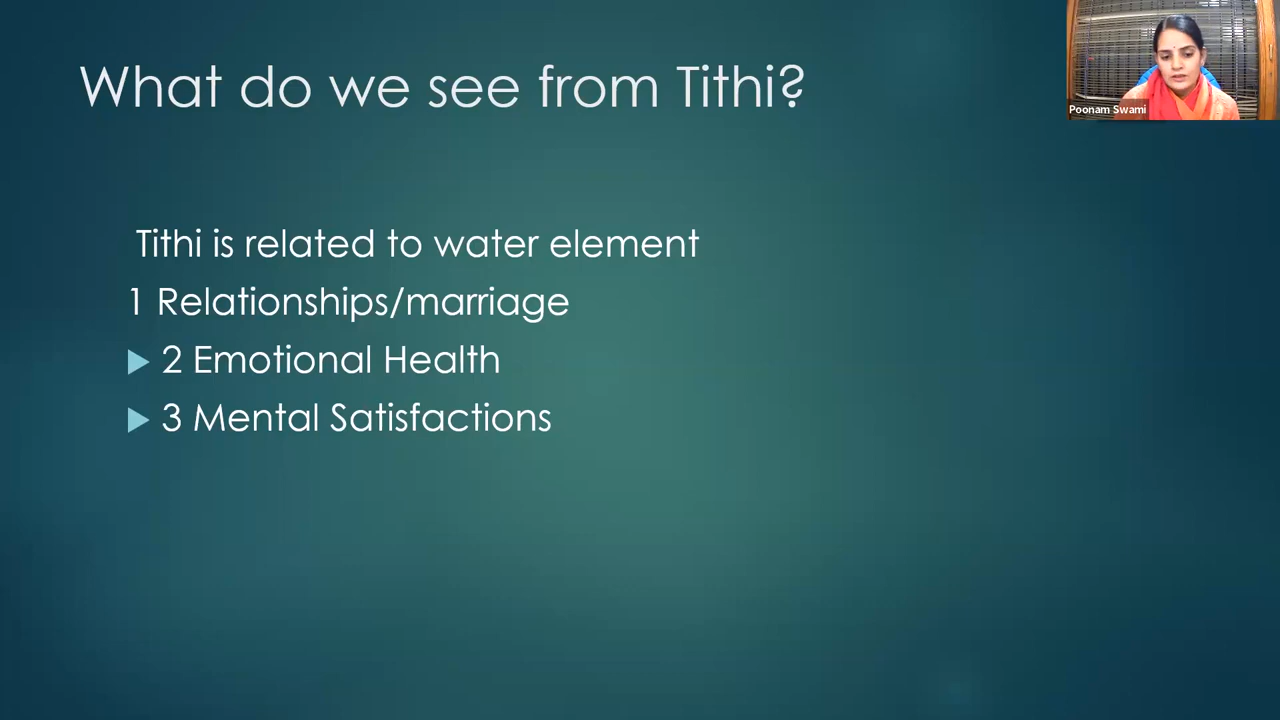 What do we see from Tithi?
Poonam Swami
Tithi is related to water element
1 Relationships/marriage
2 Emotional Health
3 Mental Satisfactions